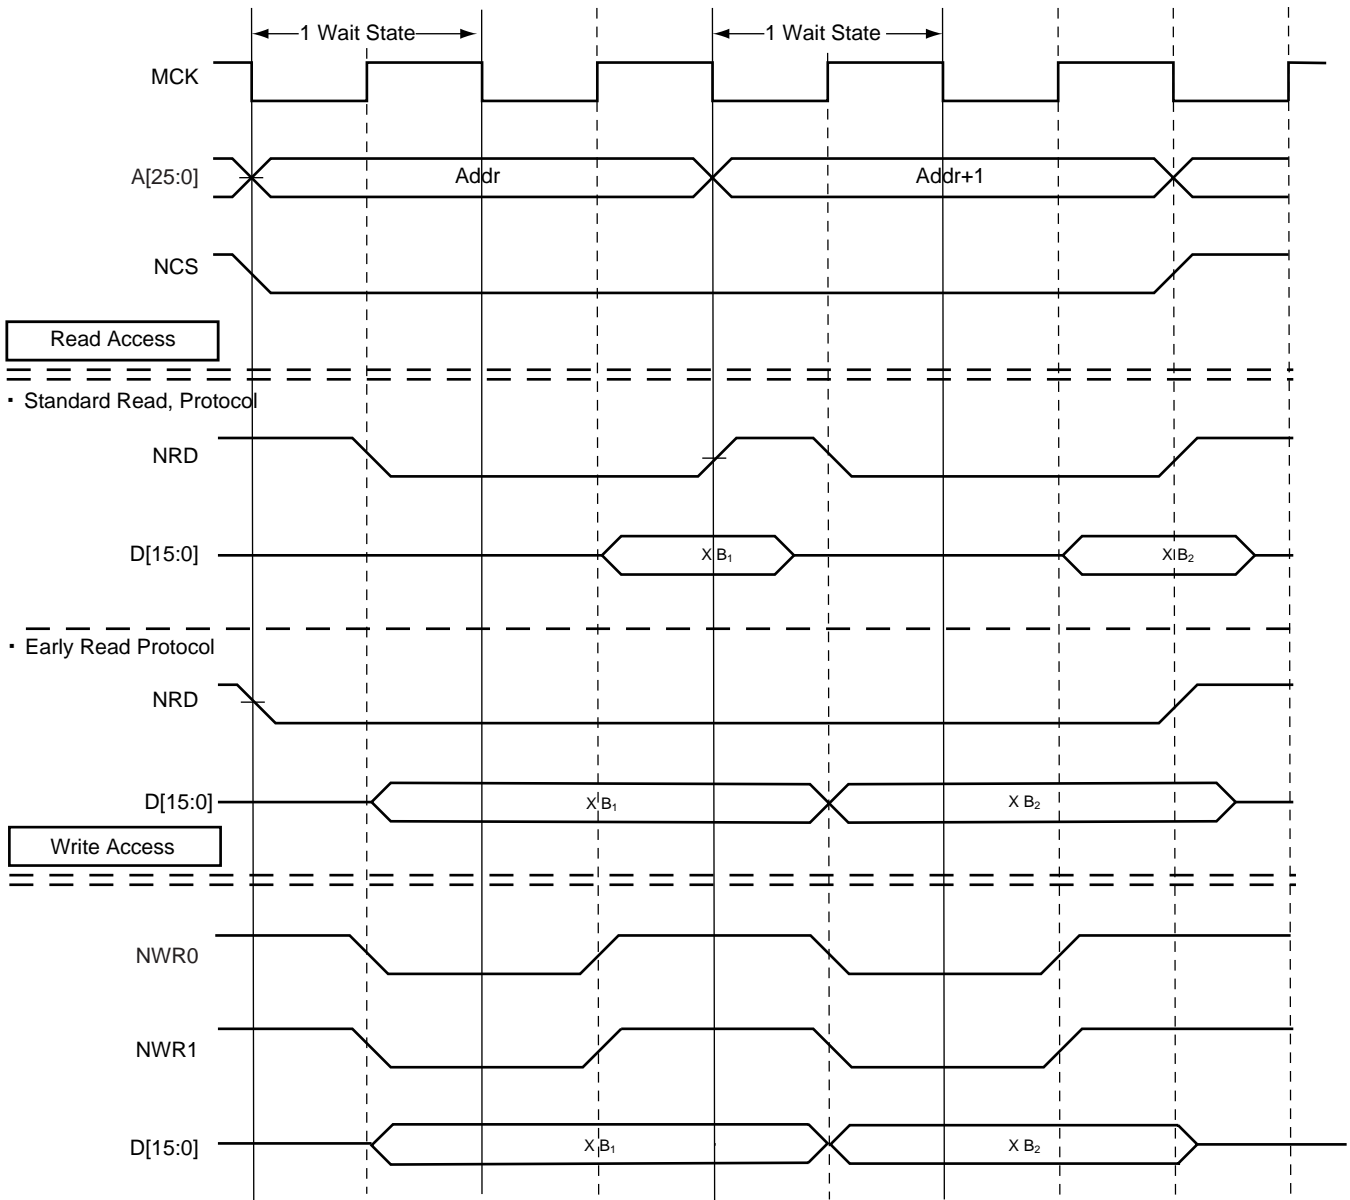 1 Wait State 1 Wait State
MCK
A[25:0] Addr Addr+1
NCS
Read Access
· Standard Read, Protocol
NRD
D[15:0] X B₁ X B₂
· Early Read Protocol
NRD
D[15:0] X B₁ X B₂
Write Access
NWR0
NWR1
D[15:0] X B₁ X B₂